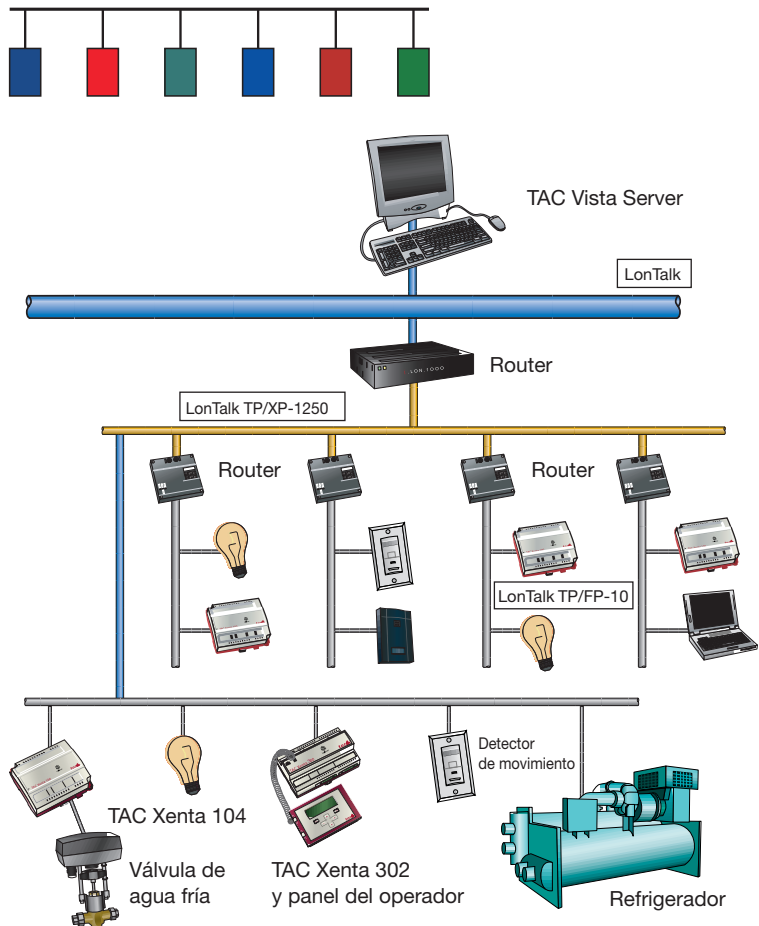 TAC Vista Server
LonTalk
LON.1000
Router
LonTalk TP/XP-1250
Router
Router
LonTalk TP/FP-10
Detector
de movimiento
TAC Xenta 104
Válvula de
agua fría
TAC Xenta 302
y panel del operador
Refrigerador